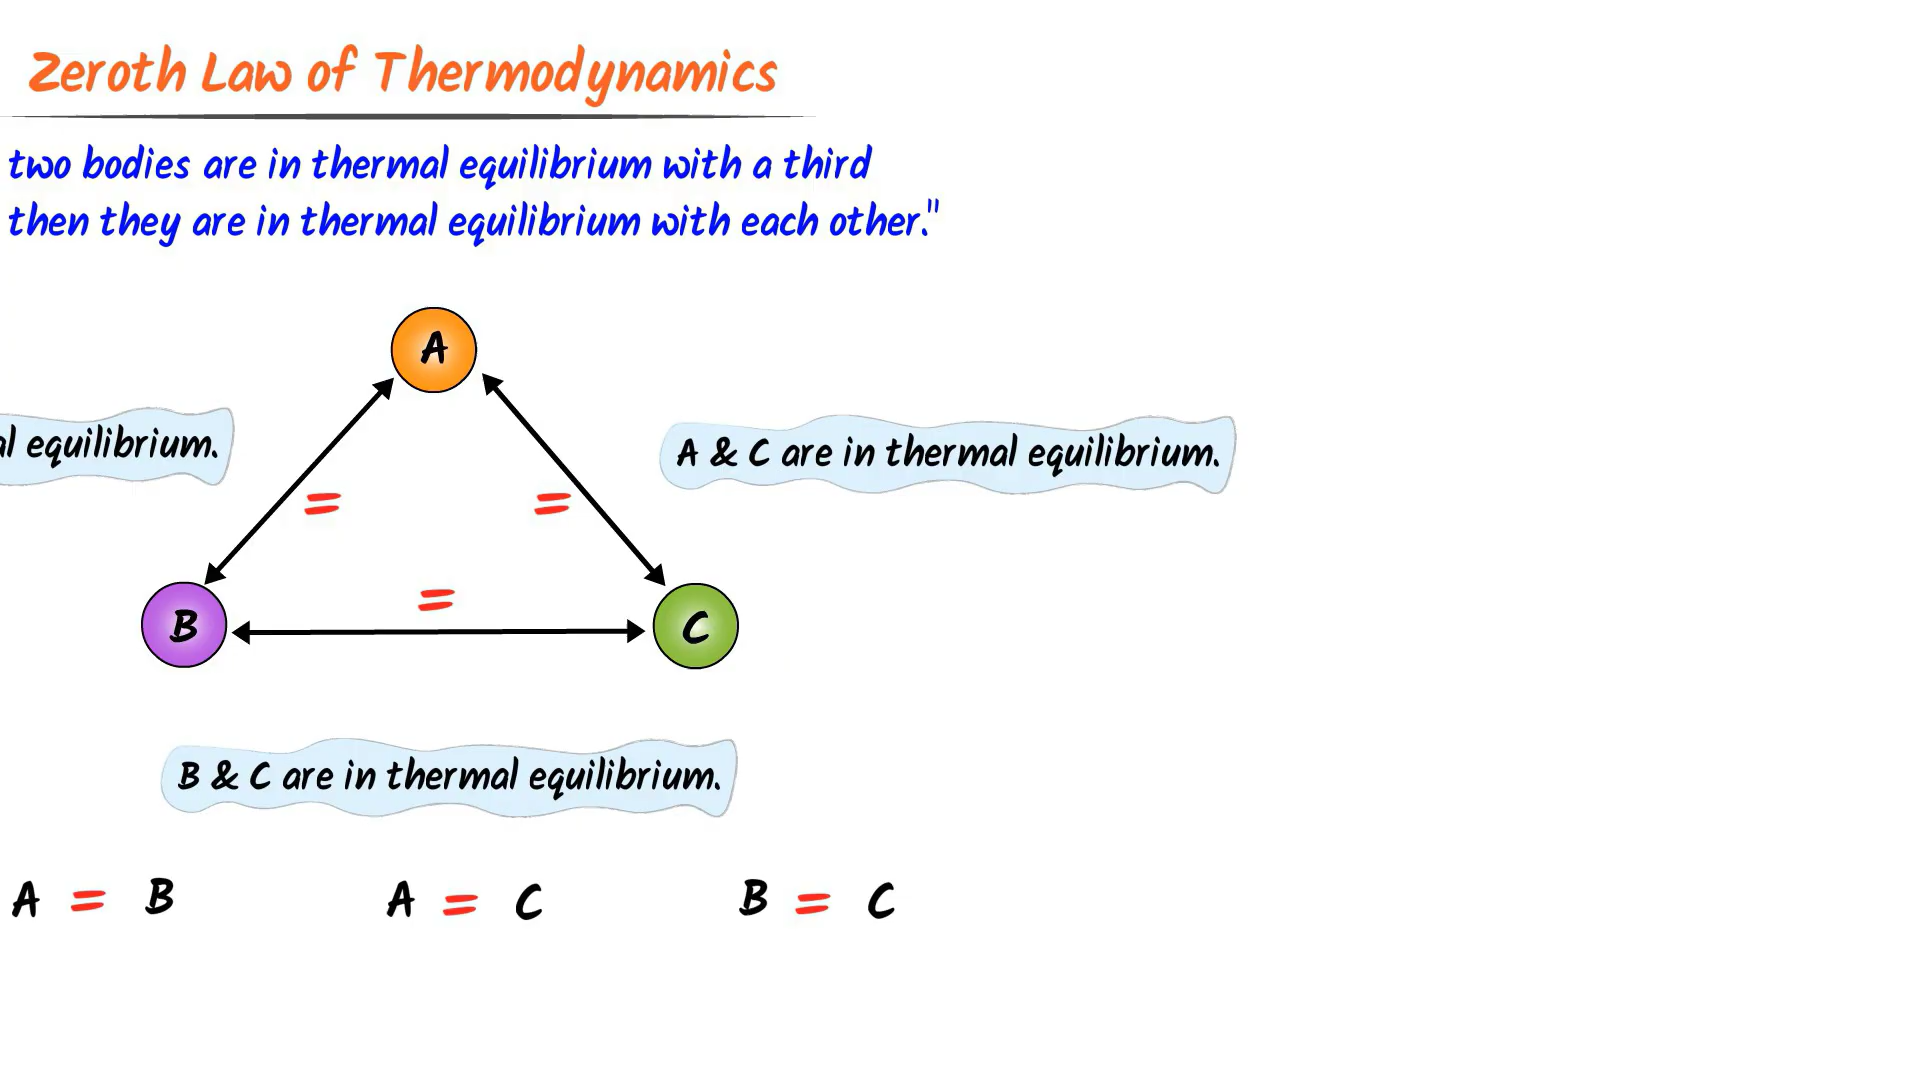 Zeroth Law of Thermodynamics
two bodies are in thermal equilibrium with a third
then they are in thermal equilibrium with each other."
A
al equilibrium.
A & C are in thermal equilibrium.
=
=
=
B
C
B & C are in thermal equilibrium.
A = B
A = C
B = C